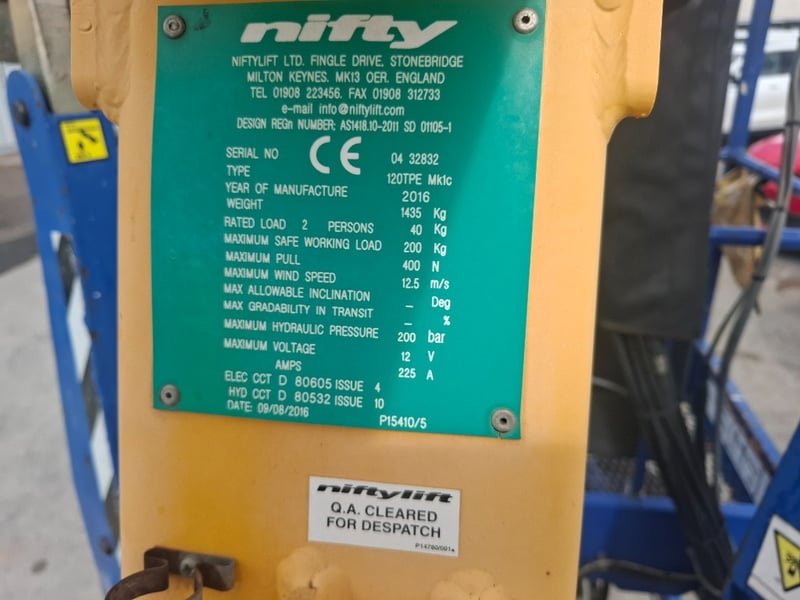 nifty
NIFTYLIFT LTD. FINGLE DRIVE, STONEBRIDGE
MILTON KEYNES. MK13 OER. ENGLAND
TEL 01908 223456. FAX 01908 312733
e-mail info@niftylift.com
DESIGN REGn NUMBER: AS1418.10-2011 SD 01105-1
CE
SERIAL NO 04 32832
TYPE 120TPE Mk1c
YEAR OF MANUFACTURE 2016
WEIGHT 1435 Kg
RATED LOAD 2 PERSONS 40 Kg
MAXIMUM SAFE WORKING LOAD 200 Kg
MAXIMUM PULL 400 N
MAXIMUM WIND SPEED 12.5 m/s
MAX ALLOWABLE INCLINATION – Deg
MAX GRADABILITY IN TRANSIT – %
MAXIMUM HYDRAULIC PRESSURE 200 bar
MAXIMUM VOLTAGE 12 V
AMPS 225 A
ELEC CCT D 80605 ISSUE 4
HYD CCT D 80532 ISSUE 10
DATE: 09/08/2016
P15410/5
niftylift
Q.A. CLEARED
FOR DESPATCH